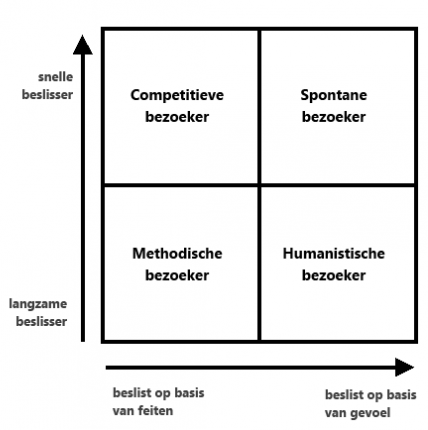 snelle
beslisser
Competitieve
bezoeker
Spontane
bezoeker
Methodische
bezoeker
Humanistische
bezoeker
langzame
beslisser
beslist op basis
van feiten
beslist op basis
van gevoel